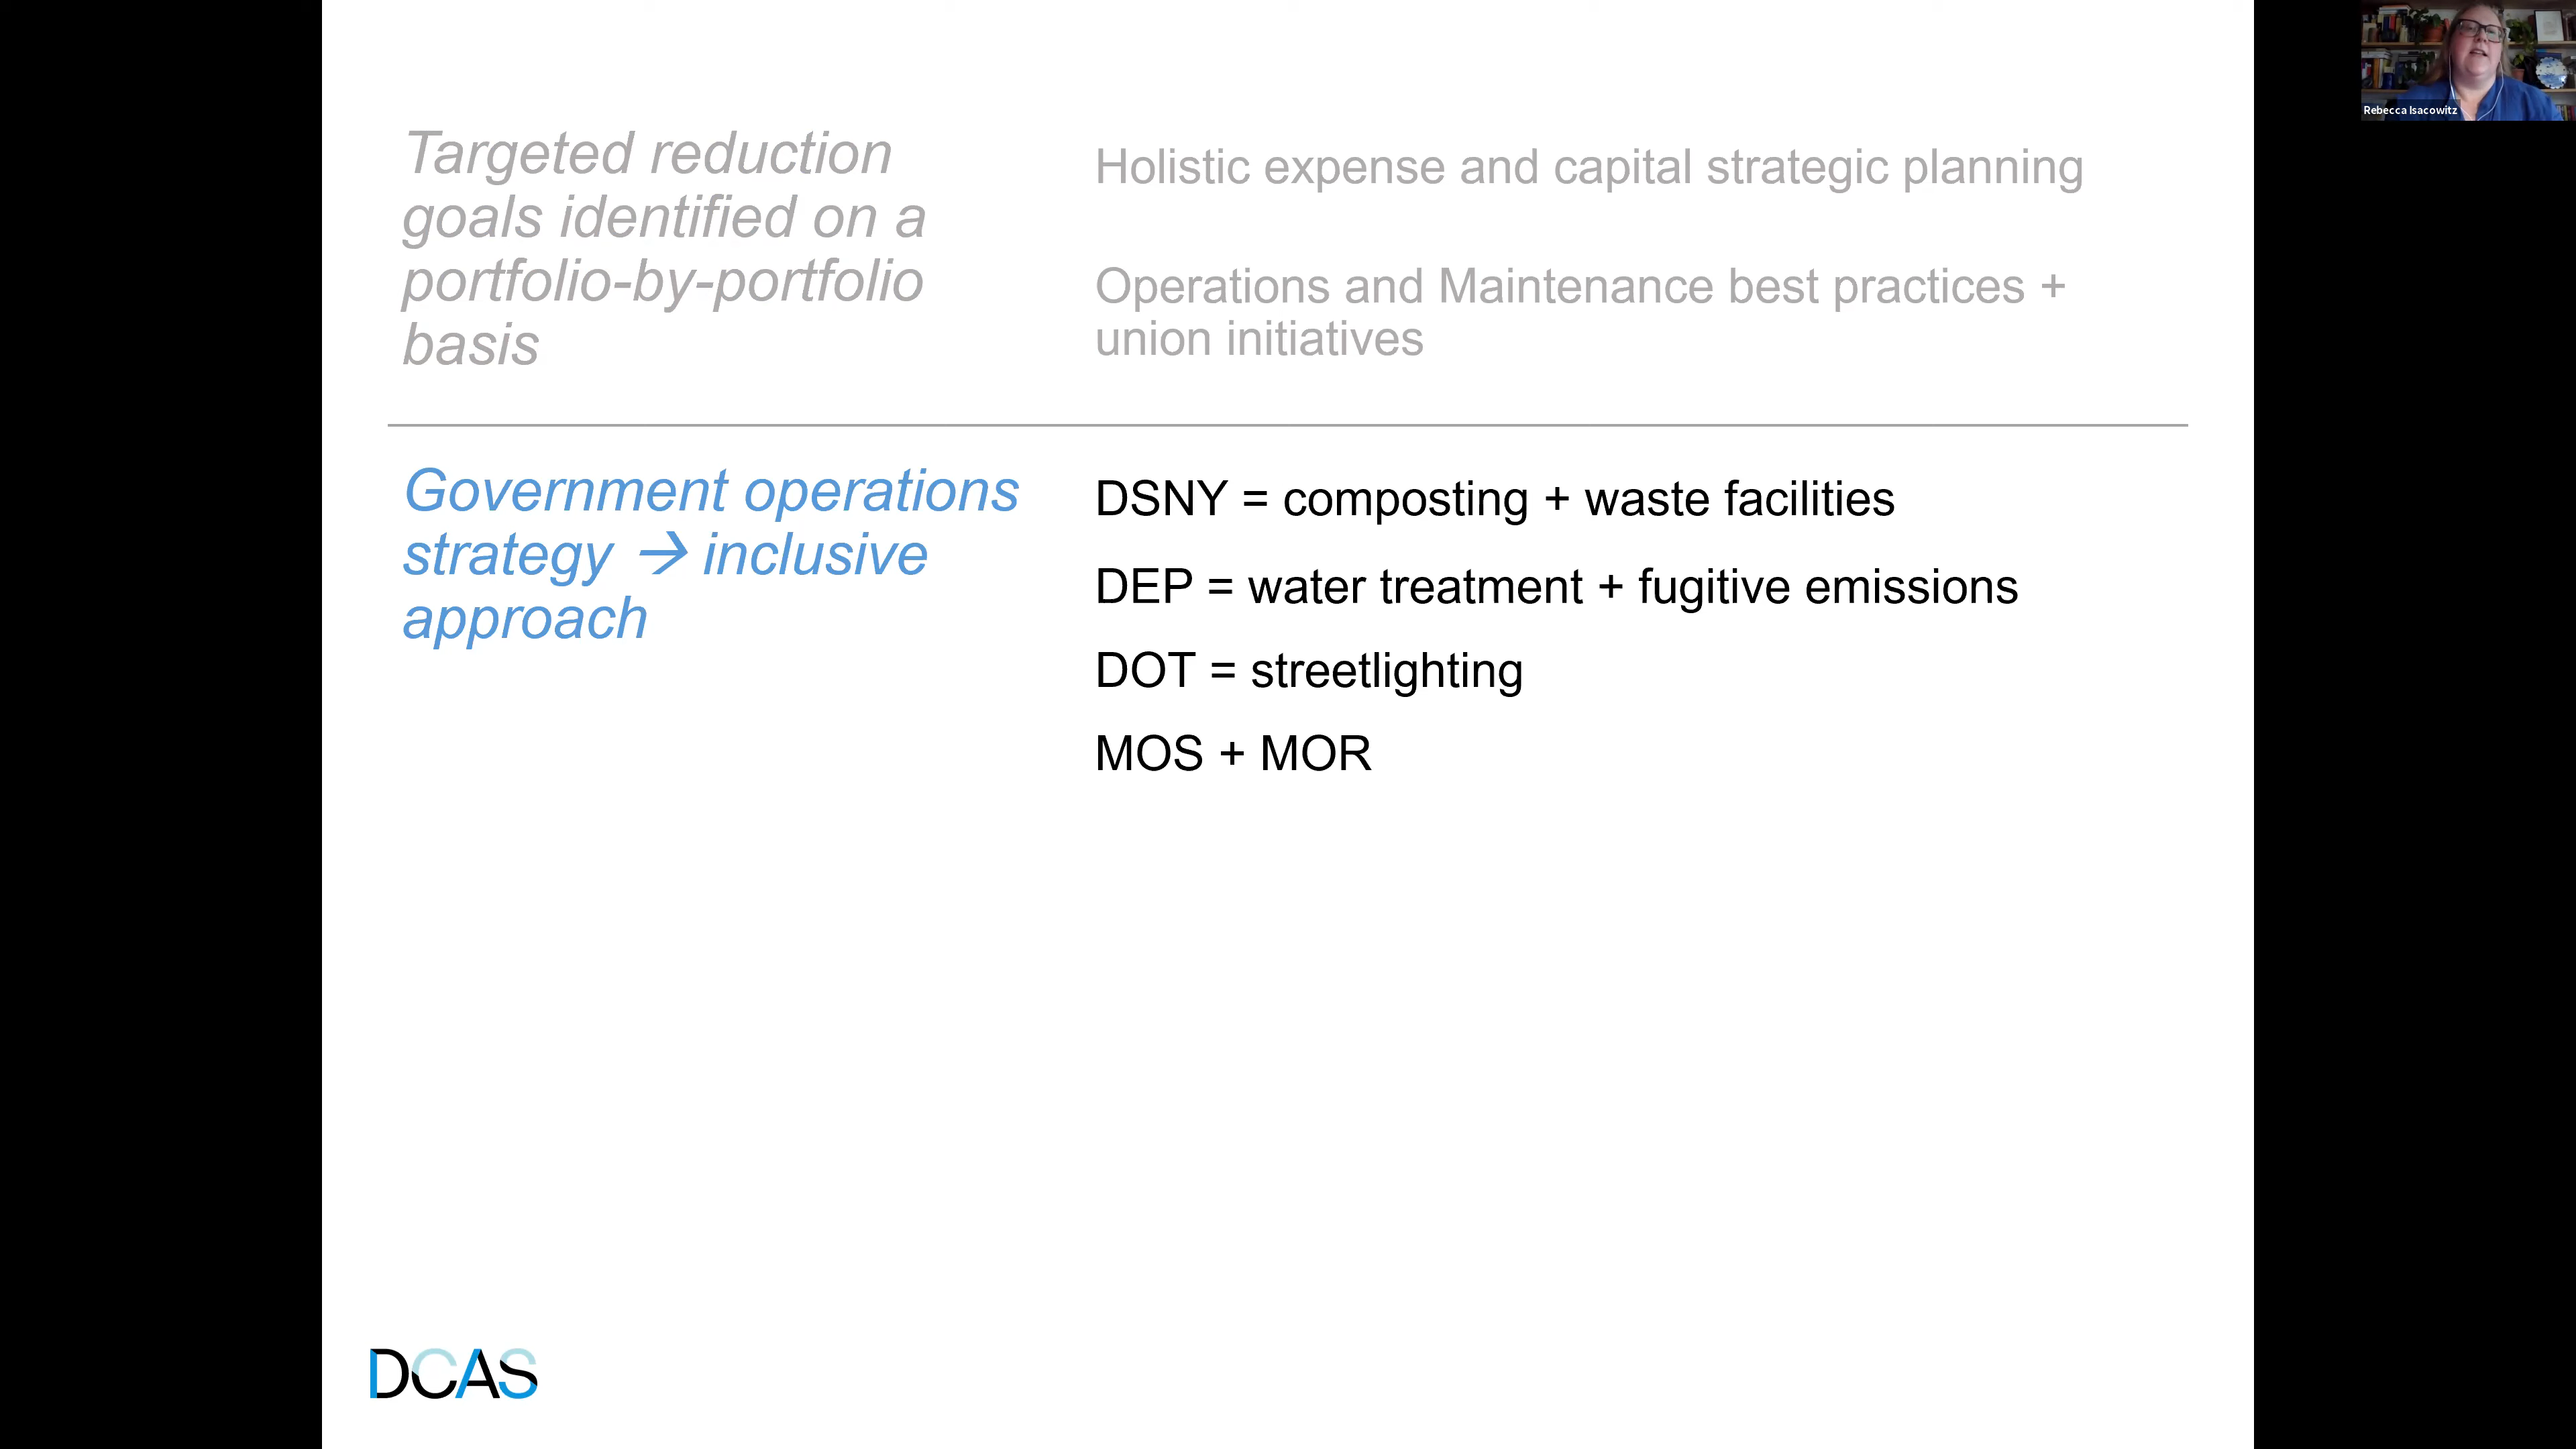 Targeted reduction
goals identified on a
portfolio-by-portfolio
basis
Holistic expense and capital strategic planning
Operations and Maintenance best practices +
union initiatives
Government operations
strategy → inclusive
approach
DSNY = composting + waste facilities
DEP = water treatment + fugitive emissions
DOT = streetlighting
MOS + MOR
DCAS
Rebecca Isacowitz